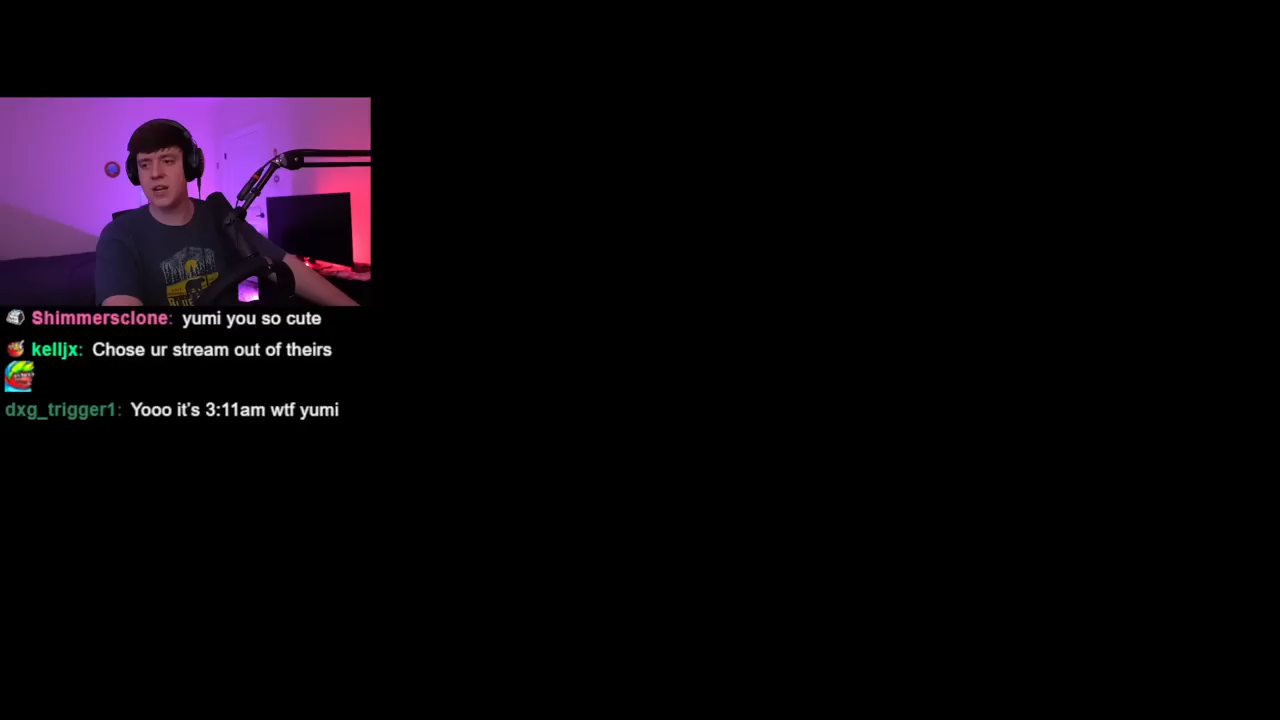 BLUE
Shimmersclone: yumi you so cute
kelljx: Chose ur stream out of theirs
dxg_trigger1: Yooo it's 3:11am wtf yumi